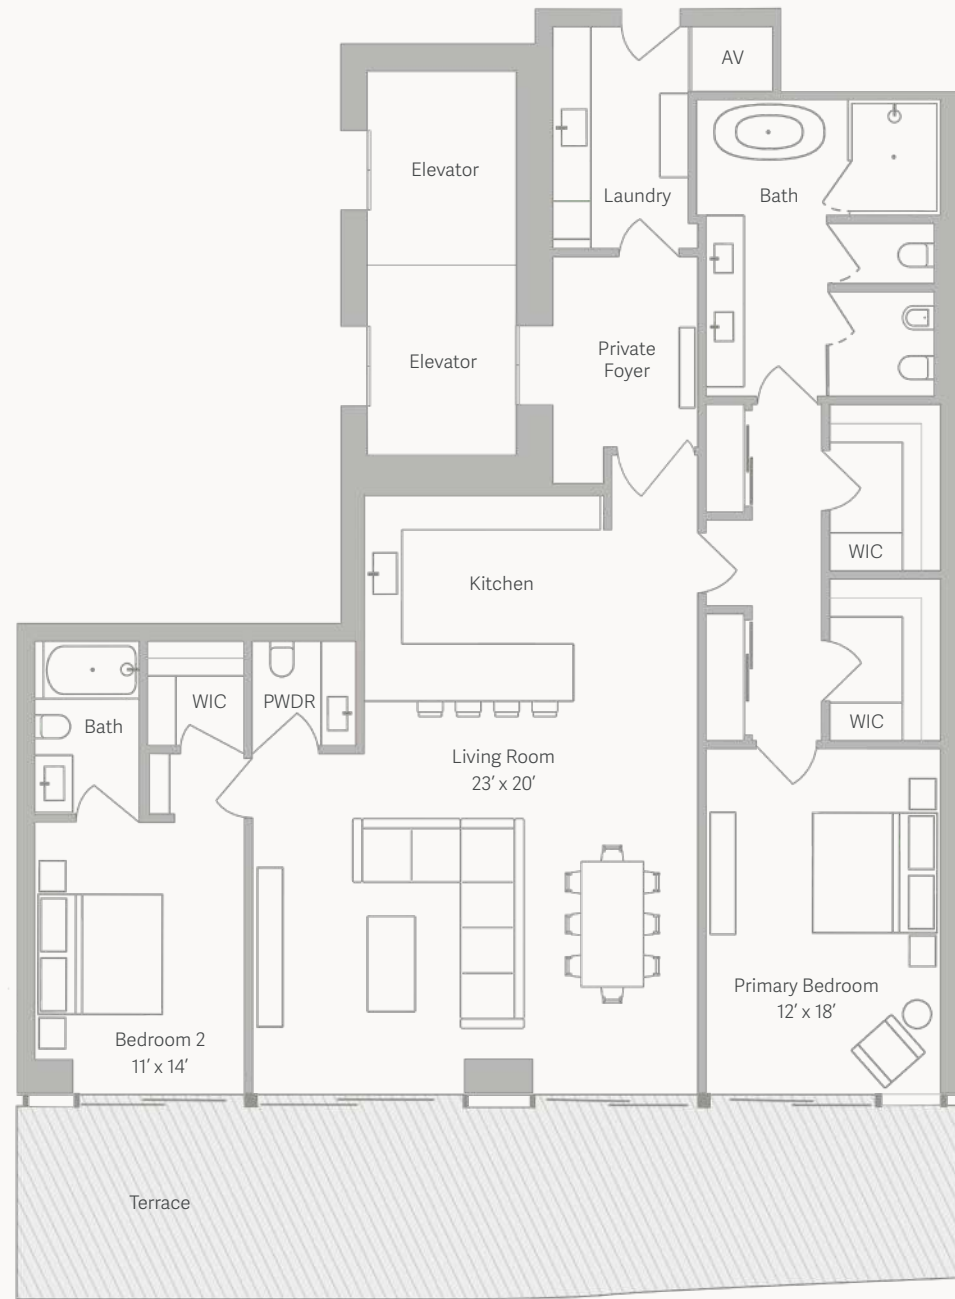 AV
Elevator
Laundry
Bath
Elevator
Private
Foyer
WIC
Kitchen
WIC
PWDR
WIC
Bath
Living Room
23’ x 20’
Primary Bedroom
12’ x 18’
Bedroom 2
11’ x 14’
Terrace